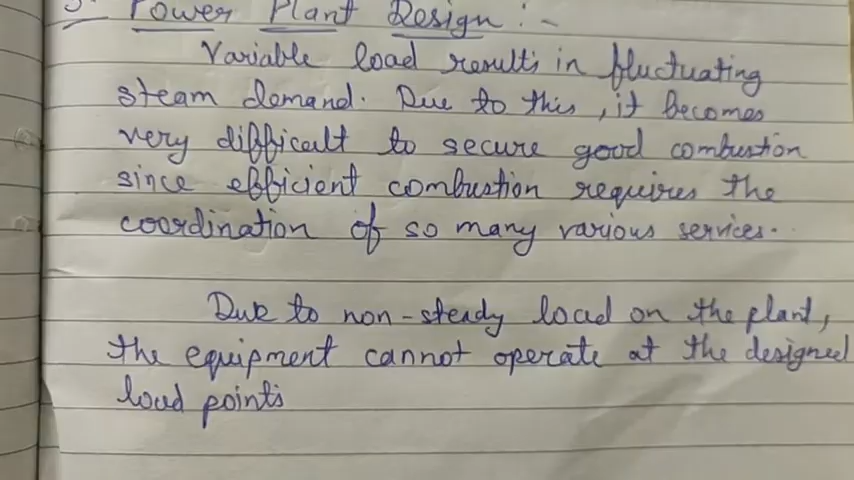 3. Power Plant Design :-
Variable load results in fluctuating
steam demand. Due to this, it becomes
very difficult to secure good combustion
since efficient combustion requires the
coordination of so many various services.
Due to non-steady load on the plant,
the equipment cannot operate at the designed
load points